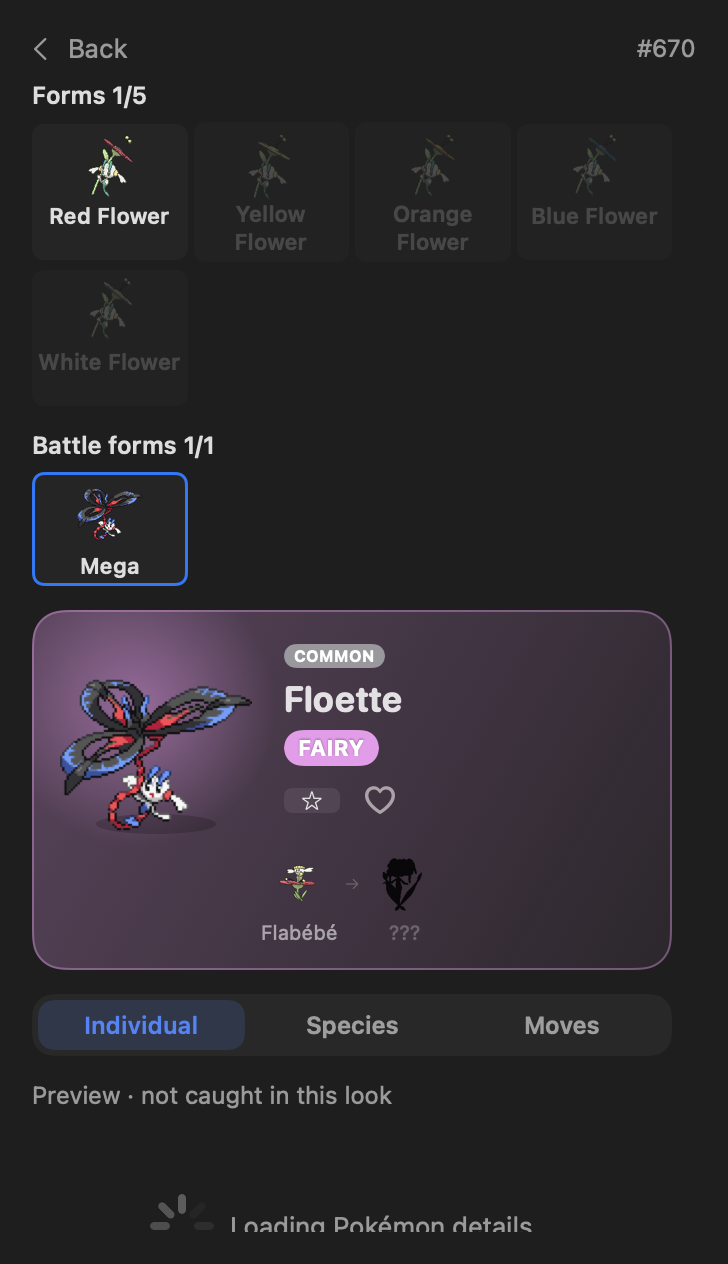 Back
#670
Forms 1/5
Red Flower
Yellow
Flower
Orange
Flower
Blue Flower
White Flower
Battle forms 1/1
Mega
COMMON
Floette
FAIRY
Flabébé
???
Individual
Species
Moves
Preview · not caught in this look
Loading Pokémon details